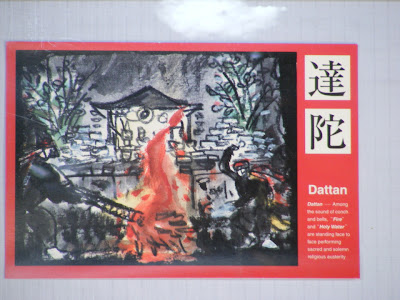 達
陀
Dattan
Dattan --- Among
the sound of conch
and bells, "Fire"
and "Holy Water"
are standing face to
face performing
sacred and solemn
religious austerity.